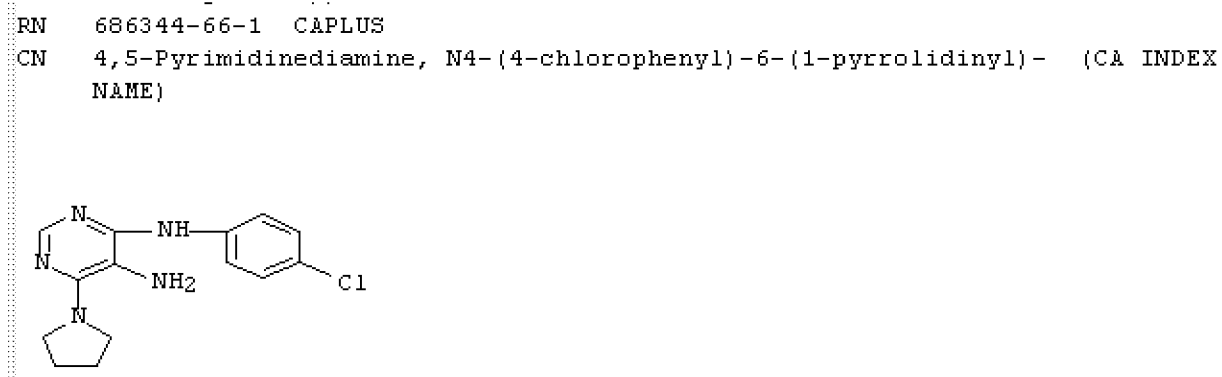 RN 686344-66-1 CAPLUS
CN 4,5-Pyrimidinediamine, N4-(4-chlorophenyl)-6-(1-pyrrolidinyl)- (CA INDEX
NAME)
N
NH
N
NH2
Cl
N